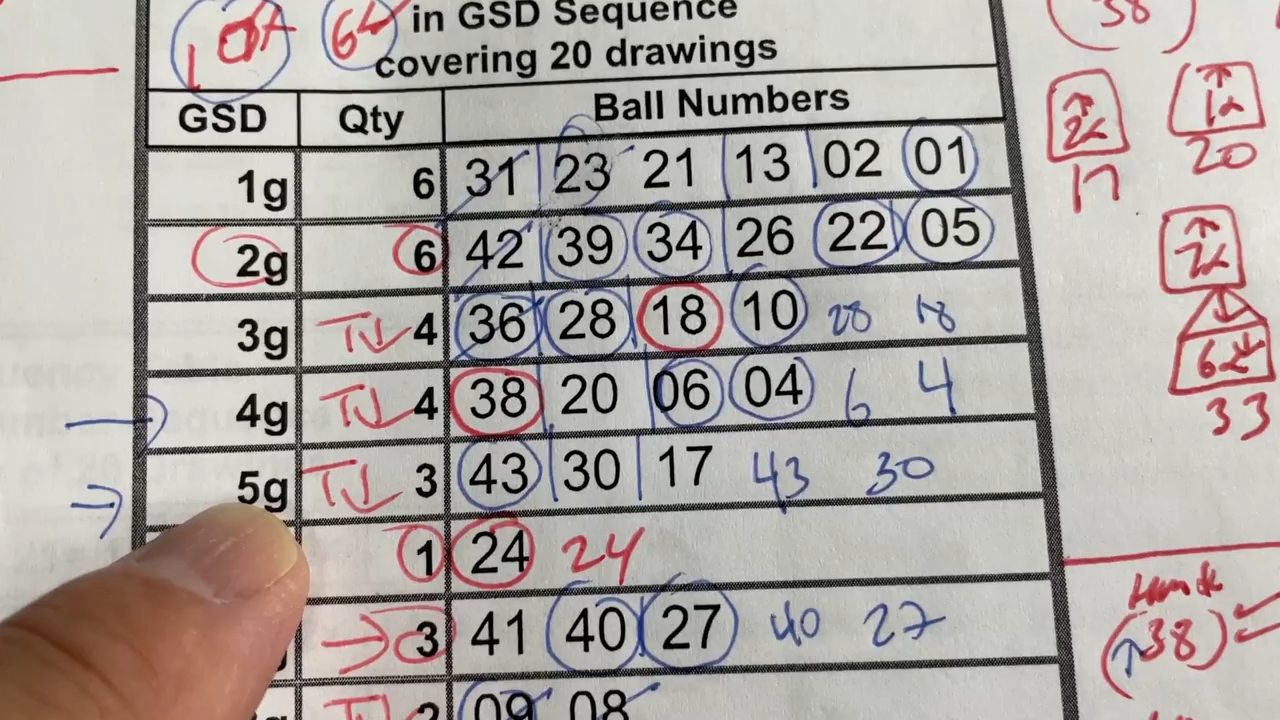 in GSD Sequence
covering 20 drawings
GSD Qty Ball Numbers
1g 6 31 23 21 13 02 01
2g 6 42 39 34 26 22 05
3g 4 36 28 18 10 28 18
4g 4 38 20 06 04 6 4
5g 3 43 30 17 43 30
1 24 24
3 41 40 27 40 27
2 09 08
38
17
20
33
38